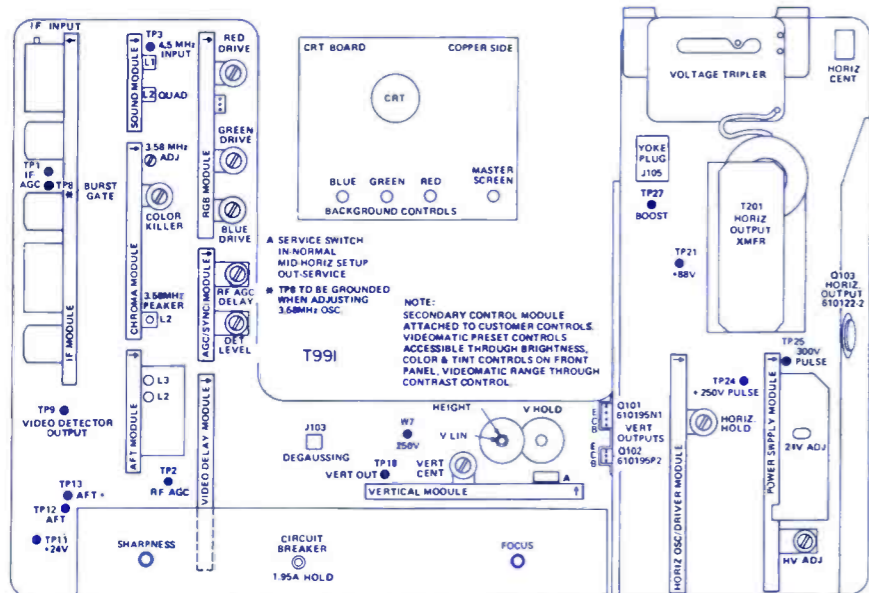 IF INPUT
TP3
4.5 MHz
INPUT
L1
L2 QUAD
SOUND MODULE
RED
DRIVE
GREEN
DRIVE
BLUE
DRIVE
RGB MODULE
CRT BOARD
COPPER SIDE
CRT
BLUE GREEN RED
BACKGROUND CONTROLS
MASTER
SCREEN
VOLTAGE TRIPLER
HORIZ
CENT
YOKE
PLUG
J105
TP27
BOOST
T201
HORIZ
OUTPUT
XMFR
TP21
+88V
Q103
HORIZ
OUTPUT
610122-2
TP1
IF
AGC
TP8
*
BURST
GATE
3.58 MHz
ADJ
COLOR
KILLER
CHROMA MODULE
3.58MHz
PEAKER
L2
IF MODULE
A SERVICE SWITCH
IN-NORMAL
MID-HORIZ SETUP
OUT-SERVICE
* TP8 TO BE GROUNDED
WHEN ADJUSTING
3.58MHz OSC.
RF AGC
DELAY
DET
LEVEL
AGC/SYNC MODULE
T991
NOTE:
SECONDARY CONTROL MODULE
ATTACHED TO CUSTOMER CONTROLS.
VIDEOMATIC PRESET CONTROLS
ACCESSIBLE THROUGH BRIGHTNESS,
COLOR & TINT CONTROLS ON FRONT
PANEL, VIDEOMATIC RANGE THROUGH
CONTRAST CONTROL.
L3
L2
AFT MODULE
TP9
VIDEO DETECTOR
OUTPUT
TP2
RF AGC
TP13
AFT +
TP12
AFT
TP11
+24V
VIDEO DELAY MODULE
J103
DEGAUSSING
W7
250V
TP18
VERT OUT
HEIGHT
V LIN
V HOLD
VERT
CENT
A
VERTICAL MODULE
E
C
B
Q101
610195N1
VERT
OUTPUTS
E
C
B
Q102
610195P2
TP25
300V
PULSE
TP24
+250V PULSE
HORIZ.
HOLD
HORIZ OSC/DRIVER MODULE
POWER SUPPLY MODULE
24V ADJ
HV ADJ
SHARPNESS
CIRCUIT
BREAKER
1.95A HOLD
FOCUS